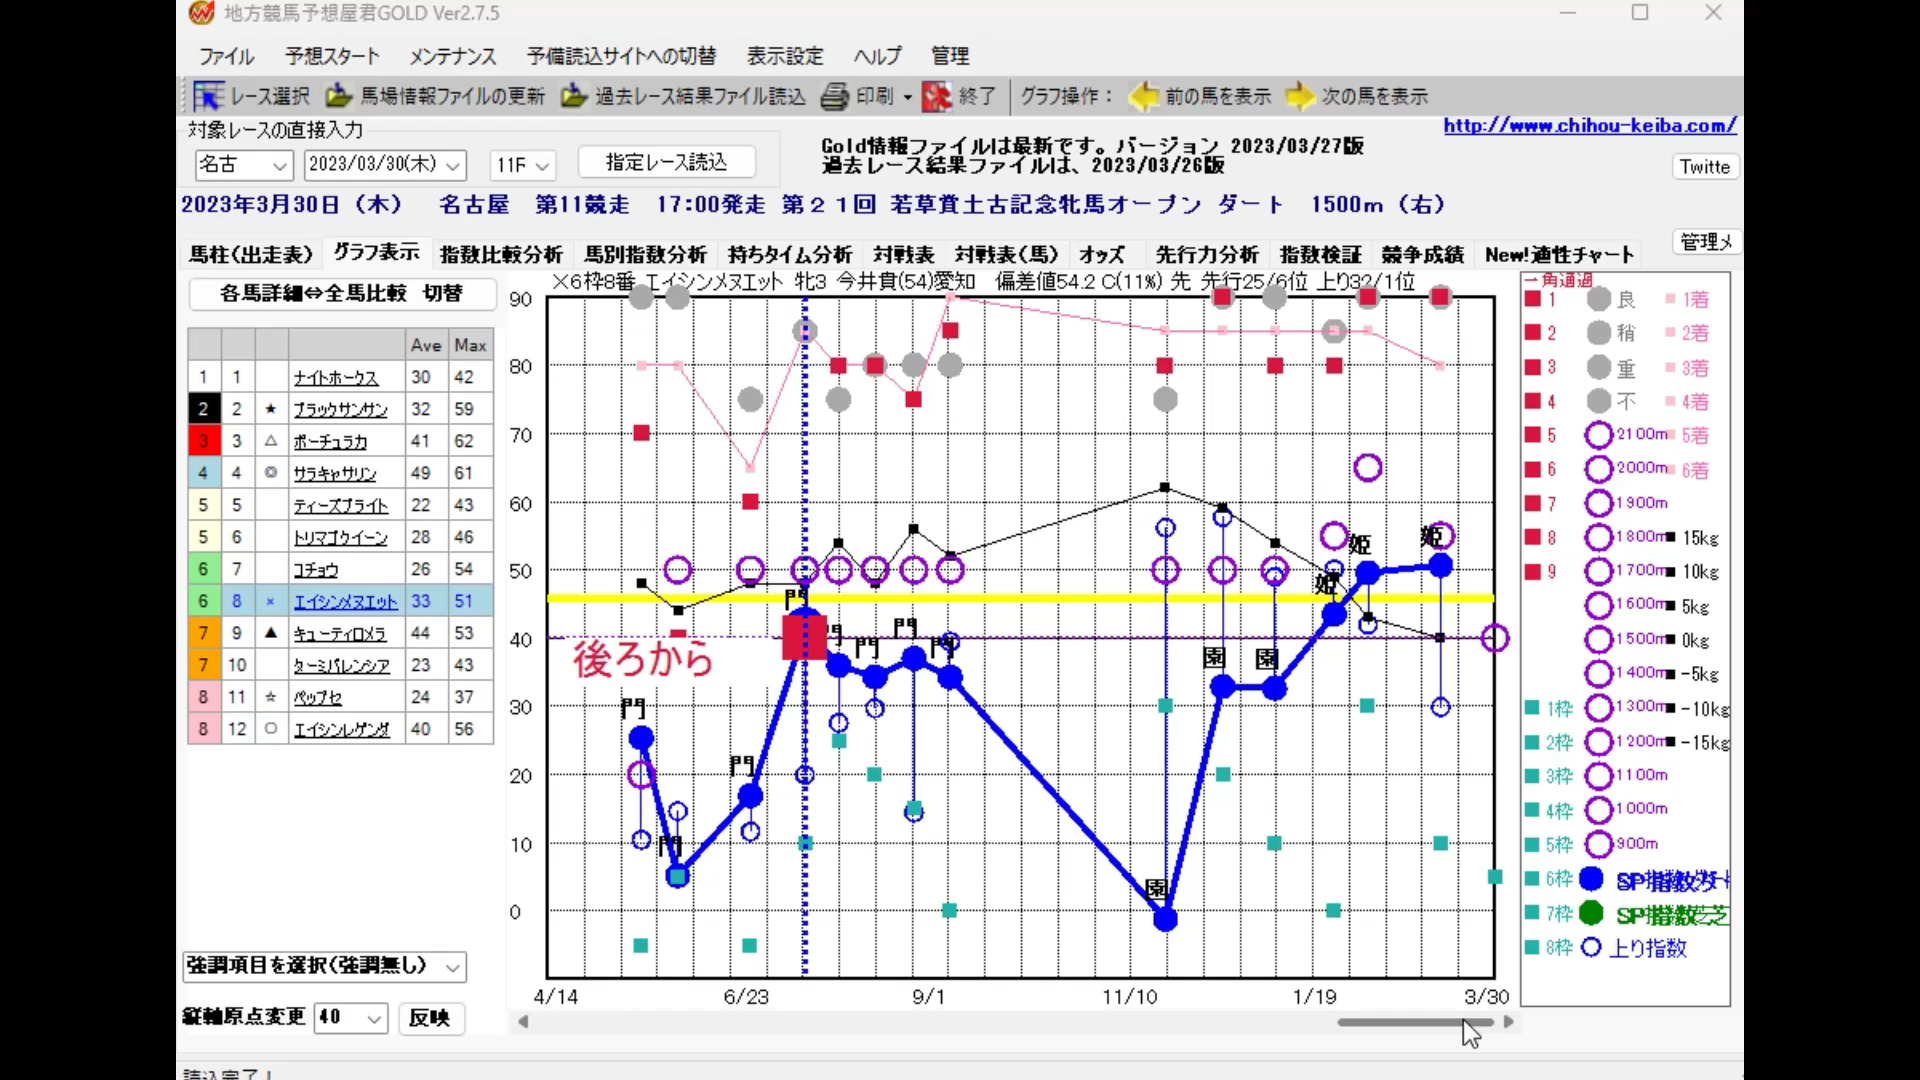 地方競馬予想屋君GOLD Ver2.7.5
ファイル 予想スタート メンテナンス 予備読込サイトへの切替 表示設定 ヘルプ 管理
レース選択 馬場情報ファイルの更新 過去レース結果ファイル読込 印刷 終了 グラフ操作： 前の馬を表示 次の馬を表示
対象レースの直接入力
http://www.chihou-keiba.com/
名古 2023/03/30(木) 11F 指定レース読込
Gold情報ファイルは最新です。バージョン 2023/03/27版
過去レース結果ファイルは、2023/03/26版
Twitte
2023年3月30日（木） 名古屋 第11競走 17:00発走 第２１回 若草賞土古記念牝馬オープン ダート 1500m（右）
管理メ
馬柱(出走表) グラフ表示 指数比較分析 馬別指数分析 持ちタイム分析 対戦表 対戦表(馬) オッズ 先行力分析 指数検証 競争成績 New!適性チャート
各馬詳細⇔全馬比較 切替
×6枠8番 エイシンメヌエット 牝3 今井貴(54)愛知 偏差値54.2 C(11%) 先 先行25/6位 上り32/1位
Ave Max
1 1 ナイトホークス 30 42
2 2 ★ ブラックサンサン 32 59
3 3 △ ポーチュラカ 41 62
4 4 ◎ サラキャサリン 49 61
5 5 ティーズブライト 22 43
5 6 トリマゴクイーン 28 46
6 7 コチョウ 26 54
6 8 × エイシンメヌエット 33 51
7 9 ▲ キューティロメラ 44 53
7 10 ターミバレンシア 23 43
8 11 ☆ ペップセ 24 37
8 12 ○ エイシンレゲンダ 40 56
90
80
70
60
50
40
30
20
10
0
後ろから
門
門
門
門
門
門
門
門
園
園
園
姫
姫
姫
4/14 6/23 9/1 11/10 1/19 3/30
一角通過
1 良 1着
2 稍 2着
3 重 3着
4 不 4着
5 2100m 5着
6 2000m 6着
7 1900m
8 1800m 15kg
9 1700m 10kg
1600m 5kg
1500m 0kg
1400m -5kg
1枠 1300m -10kg
2枠 1200m -15kg
3枠 1100m
4枠 1000m
5枠 900m
6枠 SP指数
7枠 SP指数芝
8枠 上り指数
強調項目を選択(強調無し)
縦軸原点変更 40 反映
読込完了！